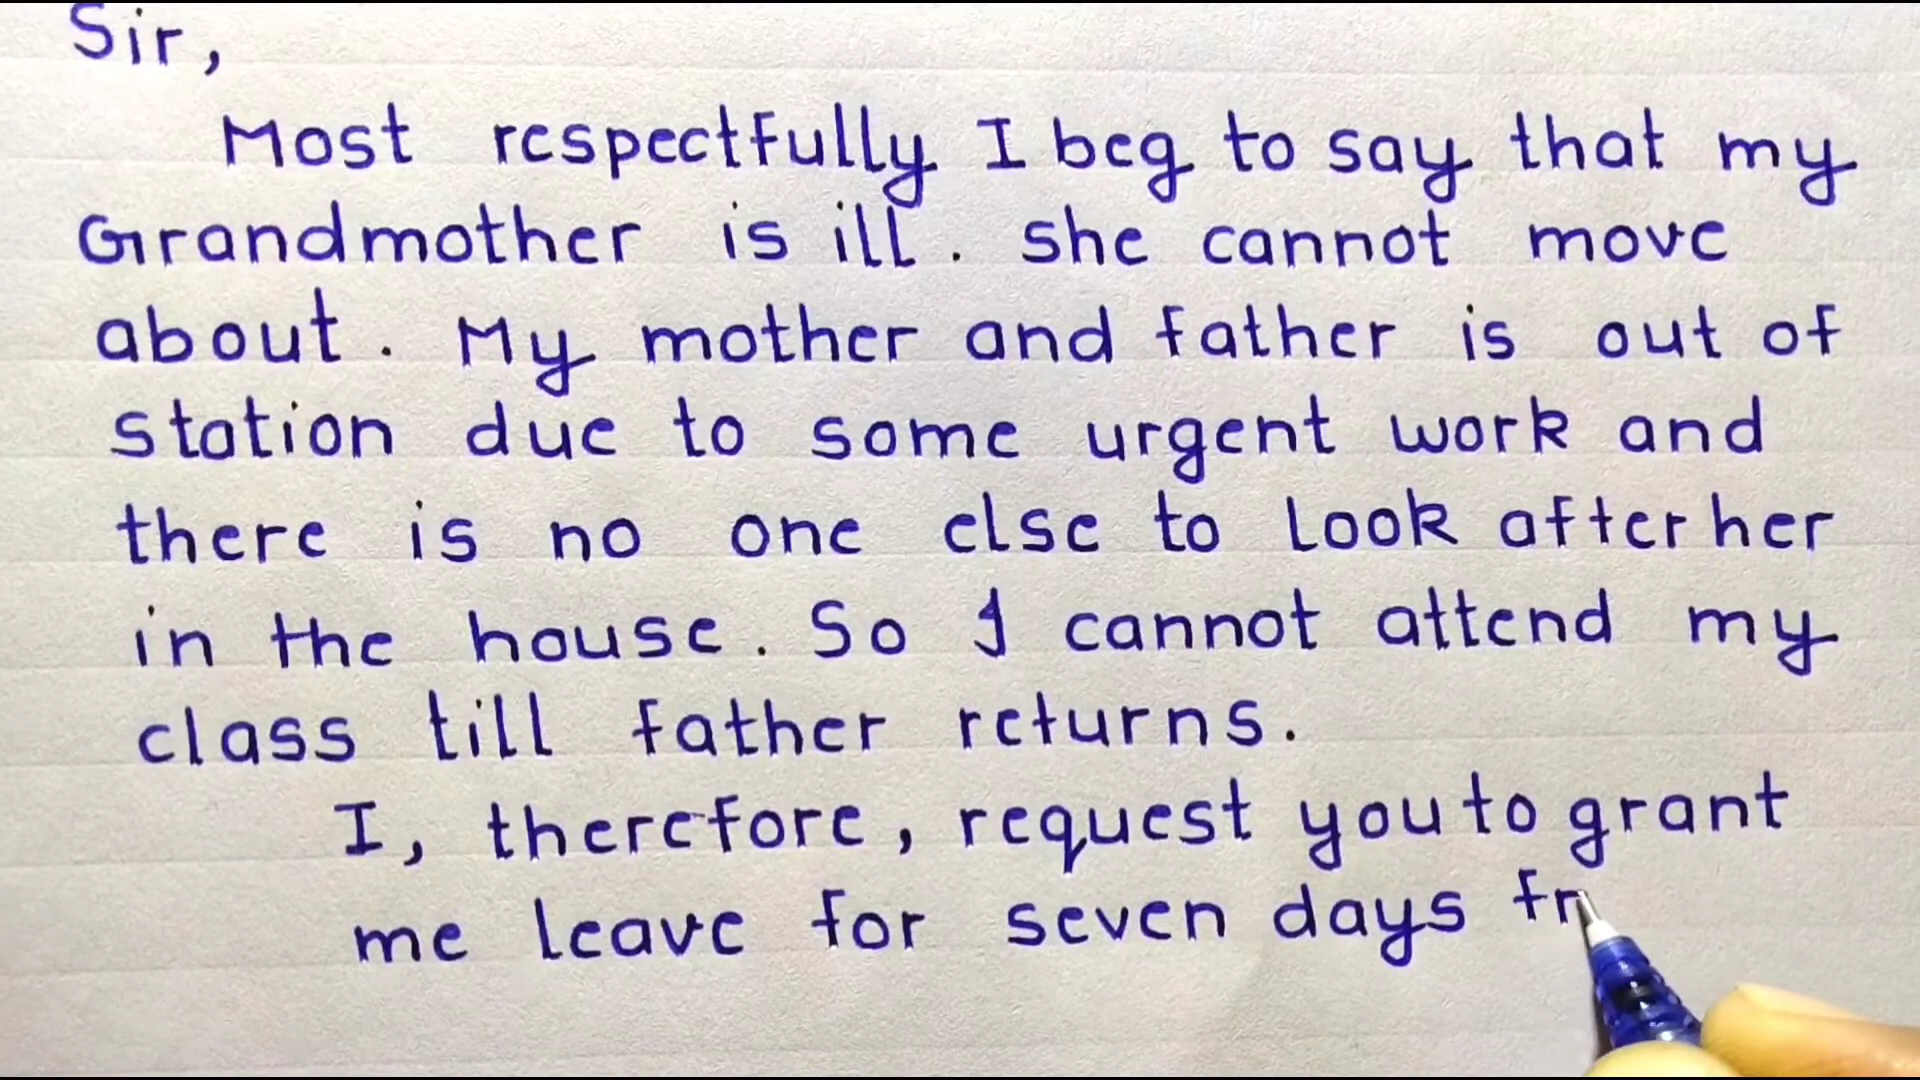 Sir,
Most respectfully I beg to say that my
Grandmother is ill. She cannot move
about. My mother and father is out of
station due to some urgent work and
there is no one else to Look after her
in the house. So I cannot attend my
class till father returns.
I, therefore, request you to grant
me leave for seven days fr